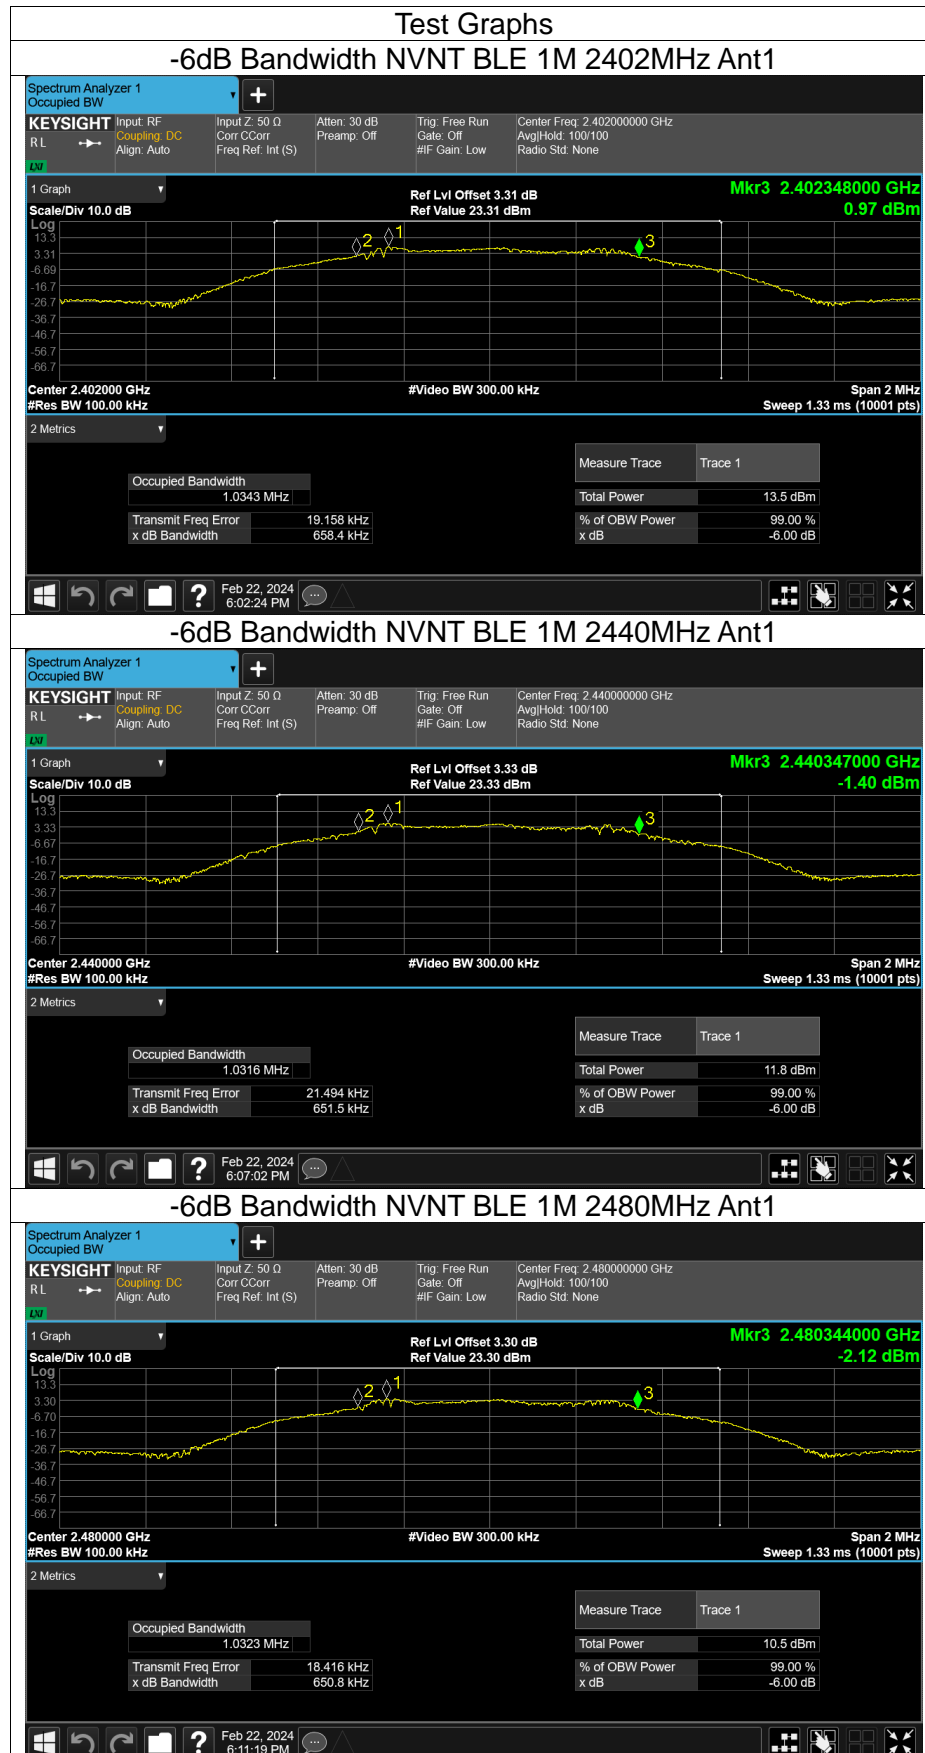 Test Graphs
-6dB Bandwidth NVNT BLE 1M 2402MHz Ant1
Spectrum Analyzer 1
Occupied BW
KEYSIGHT Input: RF Input Z: 50 Ω Atten: 30 dB Trig: Free Run Center Freq: 2.402000000 GHz
RL Coupling: DC Corr CCorr Preamp: Off Gate: Off Avg|Hold: 100/100
Align: Auto Freq Ref: Int (S) #IF Gain: Low Radio Std: None
LXI
1 Graph Ref Lvl Offset 3.31 dB Mkr3 2.402348000 GHz
Scale/Div 10.0 dB Ref Value 23.31 dBm 0.97 dBm
Log
13.3
3.31
-6.69
-16.7
-26.7
-36.7
-46.7
-56.7
-66.7
2 1 3
Center 2.402000 GHz #Video BW 300.00 kHz Span 2 MHz
#Res BW 100.00 kHz Sweep 1.33 ms (10001 pts)
2 Metrics
Measure Trace Trace 1
Occupied Bandwidth
1.0343 MHz Total Power 13.5 dBm
Transmit Freq Error 19.158 kHz % of OBW Power 99.00 %
x dB Bandwidth 658.4 kHz x dB -6.00 dB
? Feb 22, 2024
6:02:24 PM
-6dB Bandwidth NVNT BLE 1M 2440MHz Ant1
Spectrum Analyzer 1
Occupied BW
KEYSIGHT Input: RF Input Z: 50 Ω Atten: 30 dB Trig: Free Run Center Freq: 2.440000000 GHz
RL Coupling: DC Corr CCorr Preamp: Off Gate: Off Avg|Hold: 100/100
Align: Auto Freq Ref: Int (S) #IF Gain: Low Radio Std: None
LXI
1 Graph Ref Lvl Offset 3.33 dB Mkr3 2.440347000 GHz
Scale/Div 10.0 dB Ref Value 23.33 dBm -1.40 dBm
Log
13.3
3.33
-6.67
-16.7
-26.7
-36.7
-46.7
-56.7
-66.7
2 1 3
Center 2.440000 GHz #Video BW 300.00 kHz Span 2 MHz
#Res BW 100.00 kHz Sweep 1.33 ms (10001 pts)
2 Metrics
Measure Trace Trace 1
Occupied Bandwidth
1.0316 MHz Total Power 11.8 dBm
Transmit Freq Error 21.494 kHz % of OBW Power 99.00 %
x dB Bandwidth 651.5 kHz x dB -6.00 dB
? Feb 22, 2024
6:07:02 PM
-6dB Bandwidth NVNT BLE 1M 2480MHz Ant1
Spectrum Analyzer 1
Occupied BW
KEYSIGHT Input: RF Input Z: 50 Ω Atten: 30 dB Trig: Free Run Center Freq: 2.480000000 GHz
RL Coupling: DC Corr CCorr Preamp: Off Gate: Off Avg|Hold: 100/100
Align: Auto Freq Ref: Int (S) #IF Gain: Low Radio Std: None
LXI
1 Graph Ref Lvl Offset 3.30 dB Mkr3 2.480344000 GHz
Scale/Div 10.0 dB Ref Value 23.30 dBm -2.12 dBm
Log
13.3
3.30
-6.70
-16.7
-26.7
-36.7
-46.7
-56.7
-66.7
2 1 3
Center 2.480000 GHz #Video BW 300.00 kHz Span 2 MHz
#Res BW 100.00 kHz Sweep 1.33 ms (10001 pts)
2 Metrics
Measure Trace Trace 1
Occupied Bandwidth
1.0323 MHz Total Power 10.5 dBm
Transmit Freq Error 18.416 kHz % of OBW Power 99.00 %
x dB Bandwidth 650.8 kHz x dB -6.00 dB
? Feb 22, 2024
6:11:19 PM